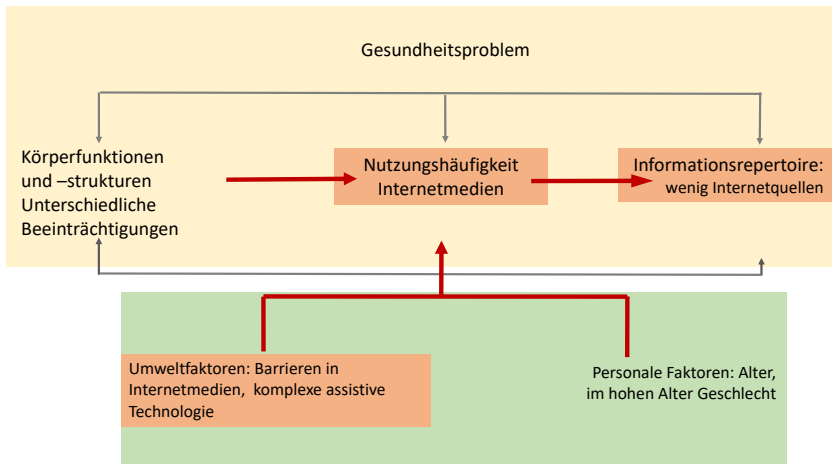 Gesundheitsproblem
Körperfunktionen
und –strukturen
Unterschiedliche
Beeinträchtigungen
Nutzungshäufigkeit
Internetmedien
Informationsrepertoire:
wenig Internetquellen
Umweltfaktoren: Barrieren in
Internetmedien, komplexe assistive
Technologie
Personale Faktoren: Alter,
im hohen Alter Geschlecht